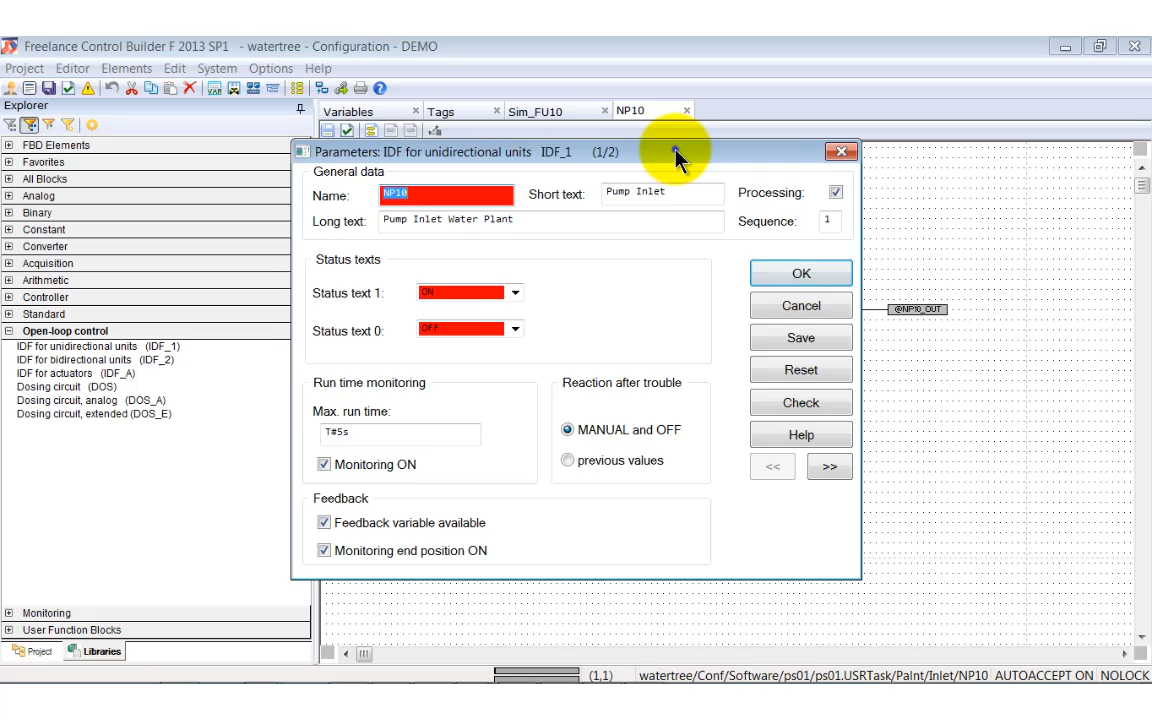 Freelance Control Builder F 2013 SP1 - watertree - Configuration - DEMO
Project Editor Elements Edit System Options Help
Explorer
Variables Tags Sim_FU10 NP10
FBD Elements
Favorites
All Blocks
Analog
Binary
Constant
Converter
Acquisition
Arithmetic
Controller
Standard
Open-loop control
IDF for unidirectional units (IDF_1)
IDF for bidirectional units (IDF_2)
IDF for actuators (IDF_A)
Dosing circuit (DOS)
Dosing circuit, analog (DOS_A)
Dosing circuit, extended (DOS_E)
Monitoring
User Function Blocks
Project Libraries
Parameters: IDF for unidirectional units IDF_1 (1/2)
General data
Name: NP10 Short text: Pump Inlet Processing:
Long text: Pump Inlet Water Plant Sequence: 1
Status texts
Status text 1: ON
Status text 0: OFF
Run time monitoring
Max. run time:
T#5s
Monitoring ON
Reaction after trouble
MANUAL and OFF
previous values
Feedback
Feedback variable available
Monitoring end position ON
OK
Cancel
Save
Reset
Check
Help
<< >>
@NP10_OUT
(1,1) watertree/Conf/Software/ps01/ps01.USRTask/PaInt/Inlet/NP10 AUTOACCEPT ON NOLOCK